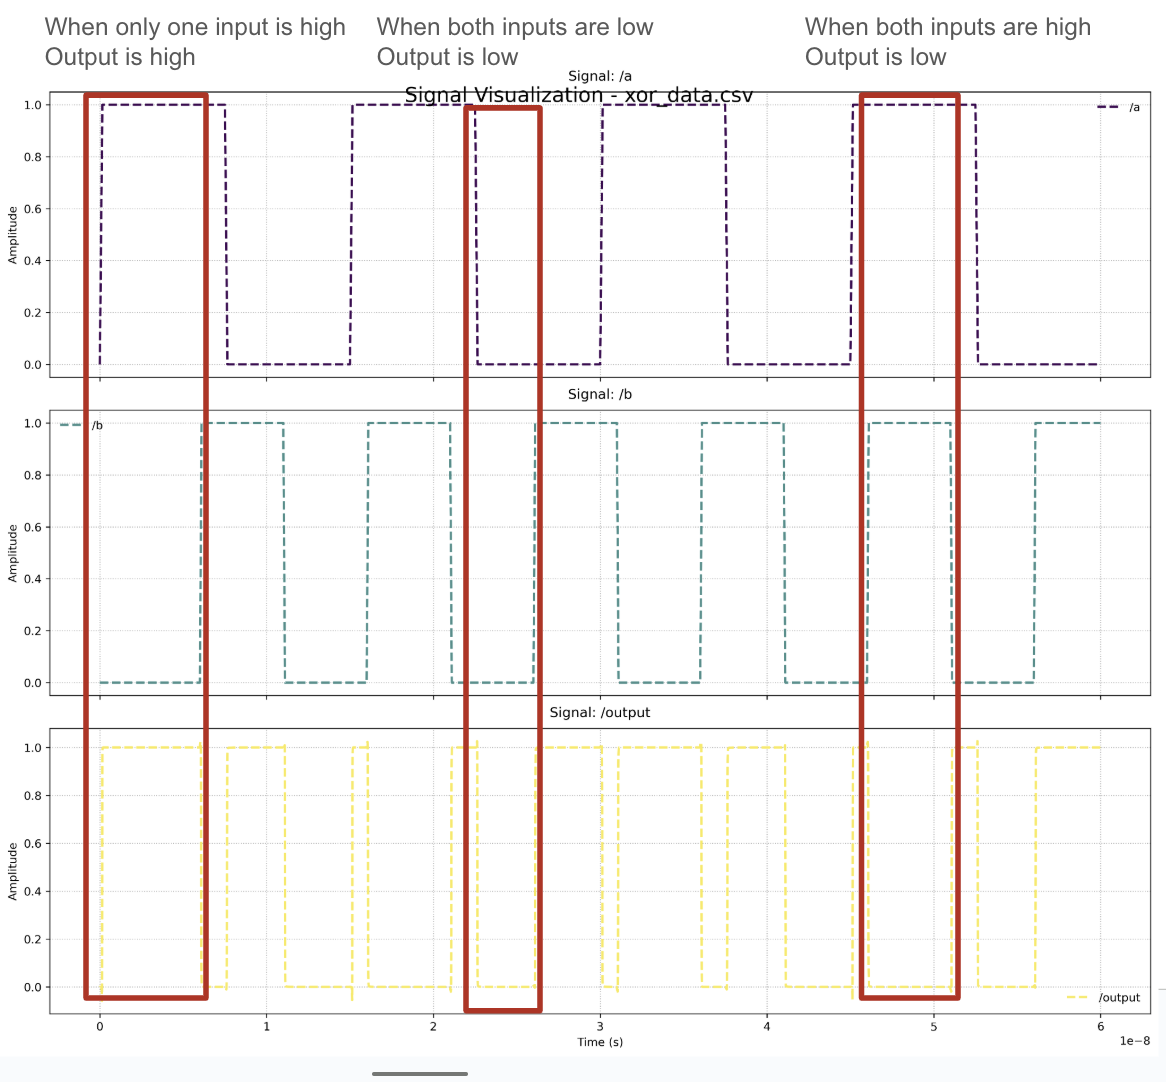 When only one input is high
Output is high
When both inputs are low
Output is low
When both inputs are high
Output is low
Signal: /a
Signal Visualization - xor_data.csv
/a
1.0
0.8
0.6
0.4
0.2
0.0
Amplitude
Signal: /b
/b
1.0
0.8
0.6
0.4
0.2
0.0
Amplitude
Signal: /output
1.0
0.8
0.6
0.4
0.2
0.0
Amplitude
/output
0 1 2 3 4 5 6
Time (s)
1e−8